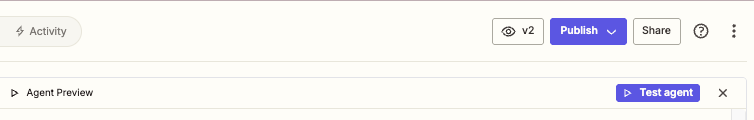 Activity
v2
Publish
Share
Agent Preview
Test agent